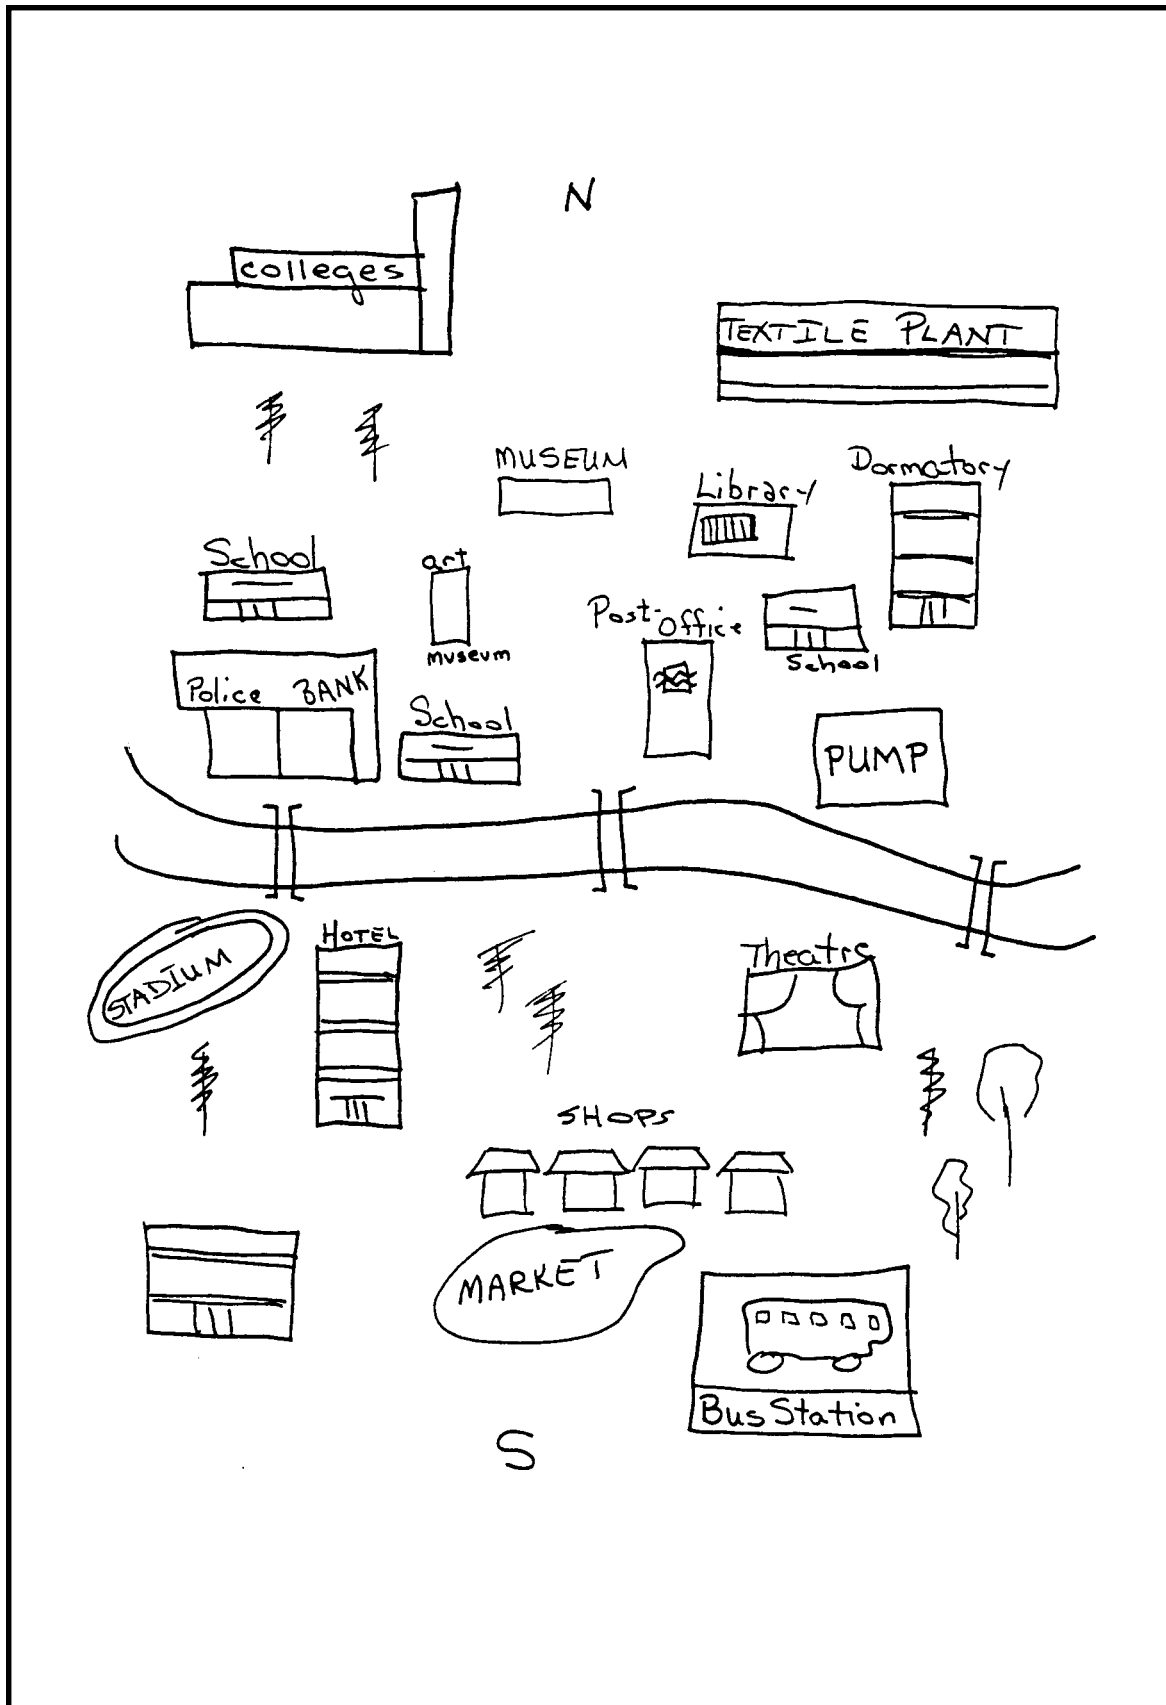 N
colleges
TEXTILE PLANT
MUSEUM
Library
Dormatory
School
art
museum
Post-Office
School
Police BANK
School
PUMP
STADIUM
HOTEL
Theatre
SHOPS
MARKET
Bus Station
S